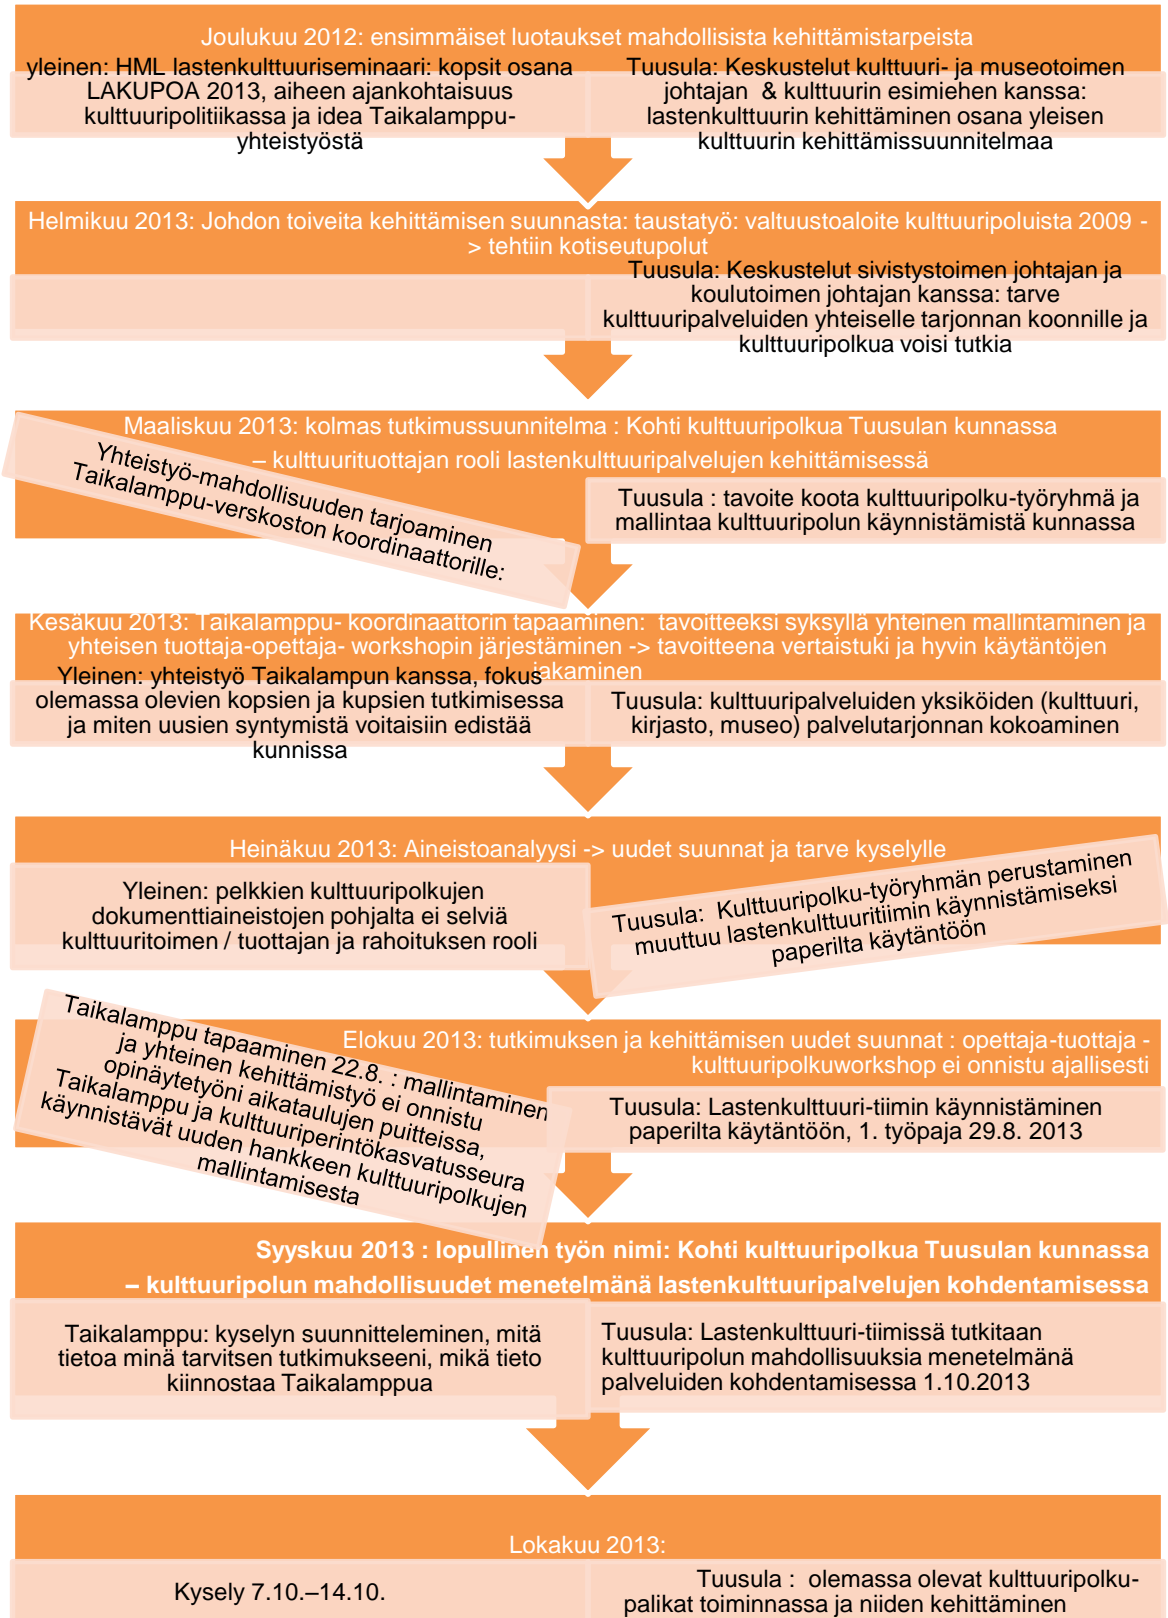 Joulukuu 2012: ensimmäiset luotaukset mahdollisista kehittämistarpeista
yleinen: HML lastenkulttuuriseminaari: kopsit osana
LAKUPOA 2013, aiheen ajankohtaisuus
kulttuuripolitiikassa ja idea Taikalamppu-
yhteistyöstä
Tuusula: Keskustelut kulttuuri- ja museotoimen
johtajan & kulttuurin esimiehen kanssa:
lastenkulttuurin kehittäminen osana yleisen
kulttuurin kehittämissuunnitelmaa
Helmikuu 2013: Johdon toiveita kehittämisen suunnasta: taustatyö: valtuustoaloite kulttuuripoluista 2009 -
> tehtiin kotiseutupolut
Tuusula: Keskustelut sivistystoimen johtajan ja
koulutoimen johtajan kanssa: tarve
kulttuuripalveluiden yhteiselle tarjonnan koonnille ja
kulttuuripolkua voisi tutkia
Maaliskuu 2013: kolmas tutkimussuunnitelma : Kohti kulttuuripolkua Tuusulan kunnassa
– kulttuurituottajan rooli lastenkulttuuripalvelujen kehittämisessä
Yhteistyö-mahdollisuuden tarjoaminen
Taikalamppu-verskoston koordinaattorille:
Tuusula : tavoite koota kulttuuripolku-työryhmä ja
mallintaa kulttuuripolun käynnistämistä kunnassa
Kesäkuu 2013: Taikalamppu- koordinaattorin tapaaminen: tavoitteeksi syksyllä yhteinen mallintaminen ja
yhteisen tuottaja-opettaja- workshopin järjestäminen -> tavoitteena vertaistuki ja hyvin käytäntöjen
jakaminen
Yleinen: yhteistyö Taikalampun kanssa, fokus
olemassa olevien kopsien ja kupsien tutkimisessa
ja miten uusien syntymistä voitaisiin edistää
kunnissa
Tuusula: kulttuuripalveluiden yksiköiden (kulttuuri,
kirjasto, museo) palvelutarjonnan kokoaminen
Heinäkuu 2013: Aineistoanalyysi -> uudet suunnat ja tarve kyselylle
Yleinen: pelkkien kulttuuripolkujen
dokumenttiaineistojen pohjalta ei selviä
kulttuuritoimen / tuottajan ja rahoituksen rooli
Tuusula: Kulttuuripolku-työryhmän perustaminen
muuttuu lastenkulttuuritiimin käynnistämiseksi
paperilta käytäntöön
Elokuu 2013: tutkimuksen ja kehittämisen uudet suunnat : opettaja-tuottaja -
kulttuuripolkuworkshop ei onnistu ajallisesti
Taikalamppu tapaaminen 22.8. : mallintaminen
ja yhteinen kehittämistyö ei onnistu
opinäytetyöni aikataulujen puitteissa,
Taikalamppu ja kulttuuriperintökasvatusseura
käynnistävät uuden hankkeen kulttuuripolkujen
mallintamisesta
Tuusula: Lastenkulttuuri-tiimin käynnistäminen
paperilta käytäntöön, 1. työpaja 29.8. 2013
Syyskuu 2013 : lopullinen työn nimi: Kohti kulttuuripolkua Tuusulan kunnassa
– kulttuuripolun mahdollisuudet menetelmänä lastenkulttuuripalvelujen kohdentamisessa
Taikalamppu: kyselyn suunnitteleminen, mitä
tietoa minä tarvitsen tutkimukseeni, mikä tieto
kiinnostaa Taikalamppua
Tuusula: Lastenkulttuuri-tiimissä tutkitaan
kulttuuripolun mahdollisuuksia menetelmänä
palveluiden kohdentamisessa 1.10.2013
Lokakuu 2013:
Kysely 7.10.–14.10.
Tuusula : olemassa olevat kulttuuripolku-
palikat toiminnassa ja niiden kehittäminen